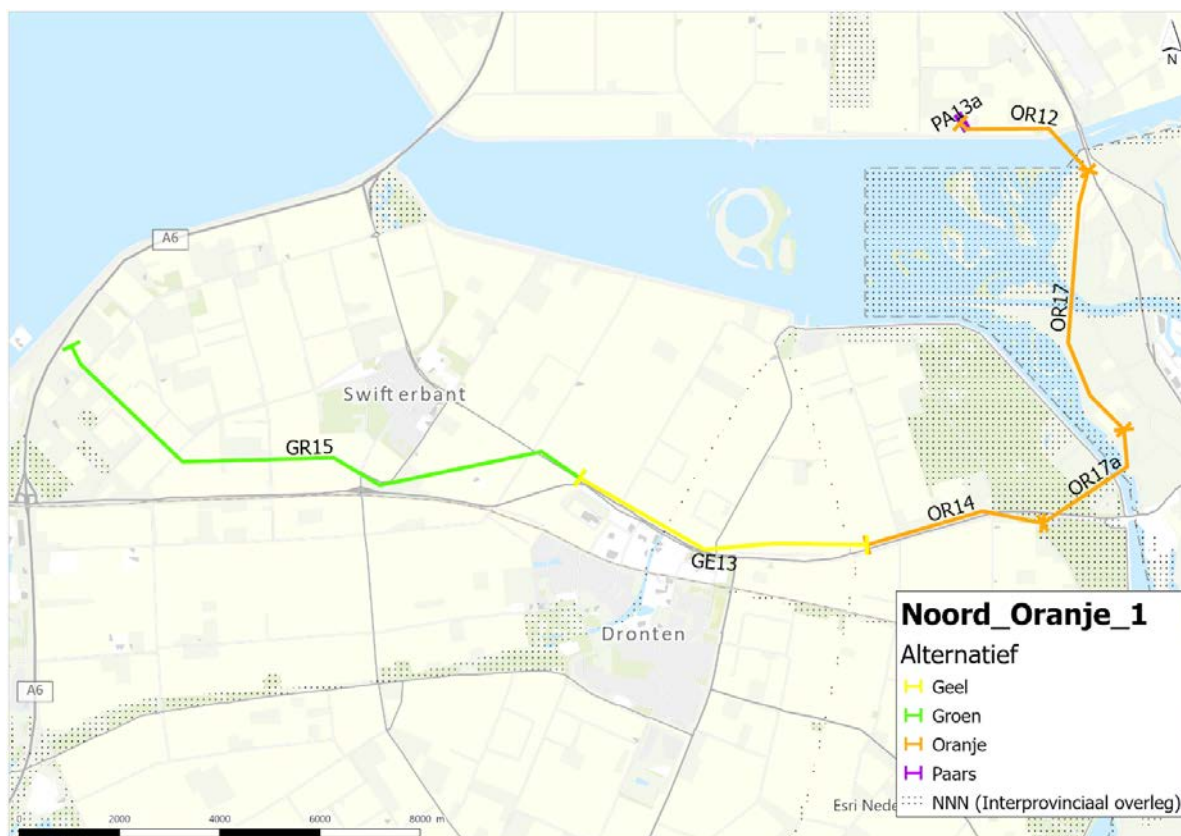 N
PA13a
OR12
A6
OR17
Swifterbant
GR15
OR17a
OR14
GE13
Dronten
A6
Noord_Oranje_1
Alternatief
Geel
Groen
Oranje
Paars
NNN (Interprovinciaal overleg)
Esri Nede
0 2000 4000 6000 8000 m